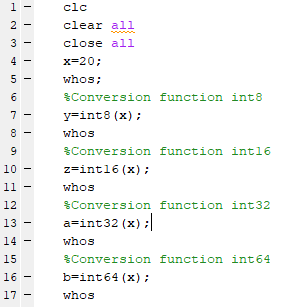 1 - clc
2 - clear all
3 - close all
4 - x=20;
5 - whos;
6 %Conversion function int8
7 - y=int8(x);
8 - whos
9 %Conversion function int16
10 - z=int16(x);
11 - whos
12 %Conversion function int32
13 - a=int32(x);
14 - whos
15 %Conversion function int64
16 - b=int64(x);
17 - whos